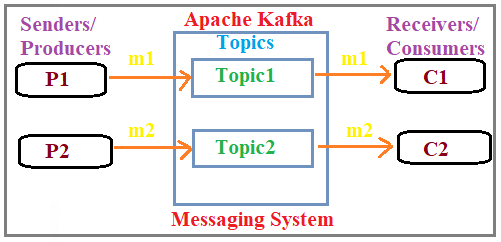 Senders/
Producers
Apache Kafka
Topics
Receivers/
Consumers
P1
m1
Topic1
m1
C1
P2
m2
Topic2
m2
C2
Messaging System